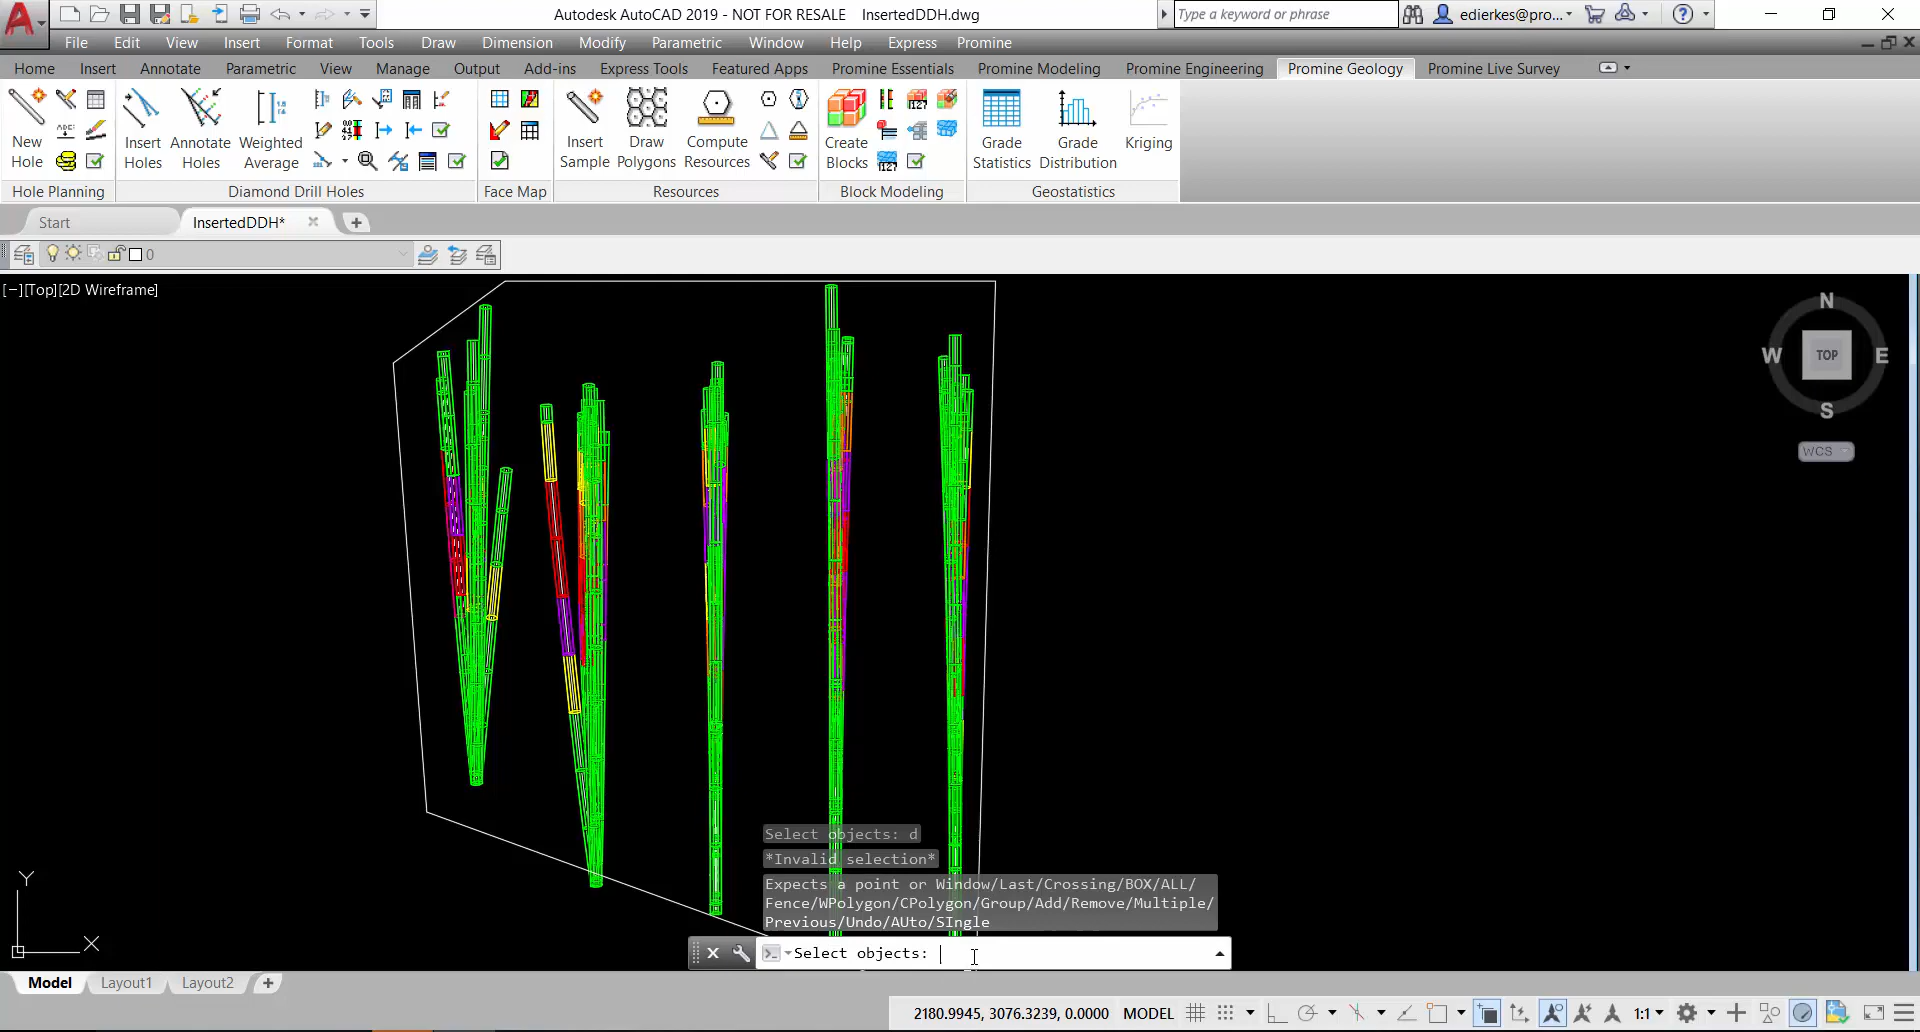 Autodesk AutoCAD 2019 - NOT FOR RESALE InsertedDDH.dwg
Type a keyword or phrase
edierkes@pro...
File Edit View Insert Format Tools Draw Dimension Modify Parametric Window Help Express Promine
Home Insert Annotate Parametric View Manage Output Add-ins Express Tools Featured Apps Promine Essentials Promine Modeling Promine Engineering Promine Geology Promine Live Survey
New Hole
Insert Holes
Annotate Holes
Weighted Average
Insert Sample
Draw Polygons
Compute Resources
Create Blocks
Grade Statistics
Grade Distribution
Kriging
Hole Planning Diamond Drill Holes Face Map Resources Block Modeling Geostatistics
Start InsertedDDH*
0
[−][Top][2D Wireframe]
N
W TOP E
S
WCS
Select objects: d
*Invalid selection*
Expects a point or Window/Last/Crossing/BOX/ALL/
Fence/WPolygon/CPolygon/Group/Add/Remove/Multiple/
Previous/Undo/AUto/SIngle
Y
X
Select objects:
Model Layout1 Layout2
2180.9945, 3076.3239, 0.0000 MODEL 1:1